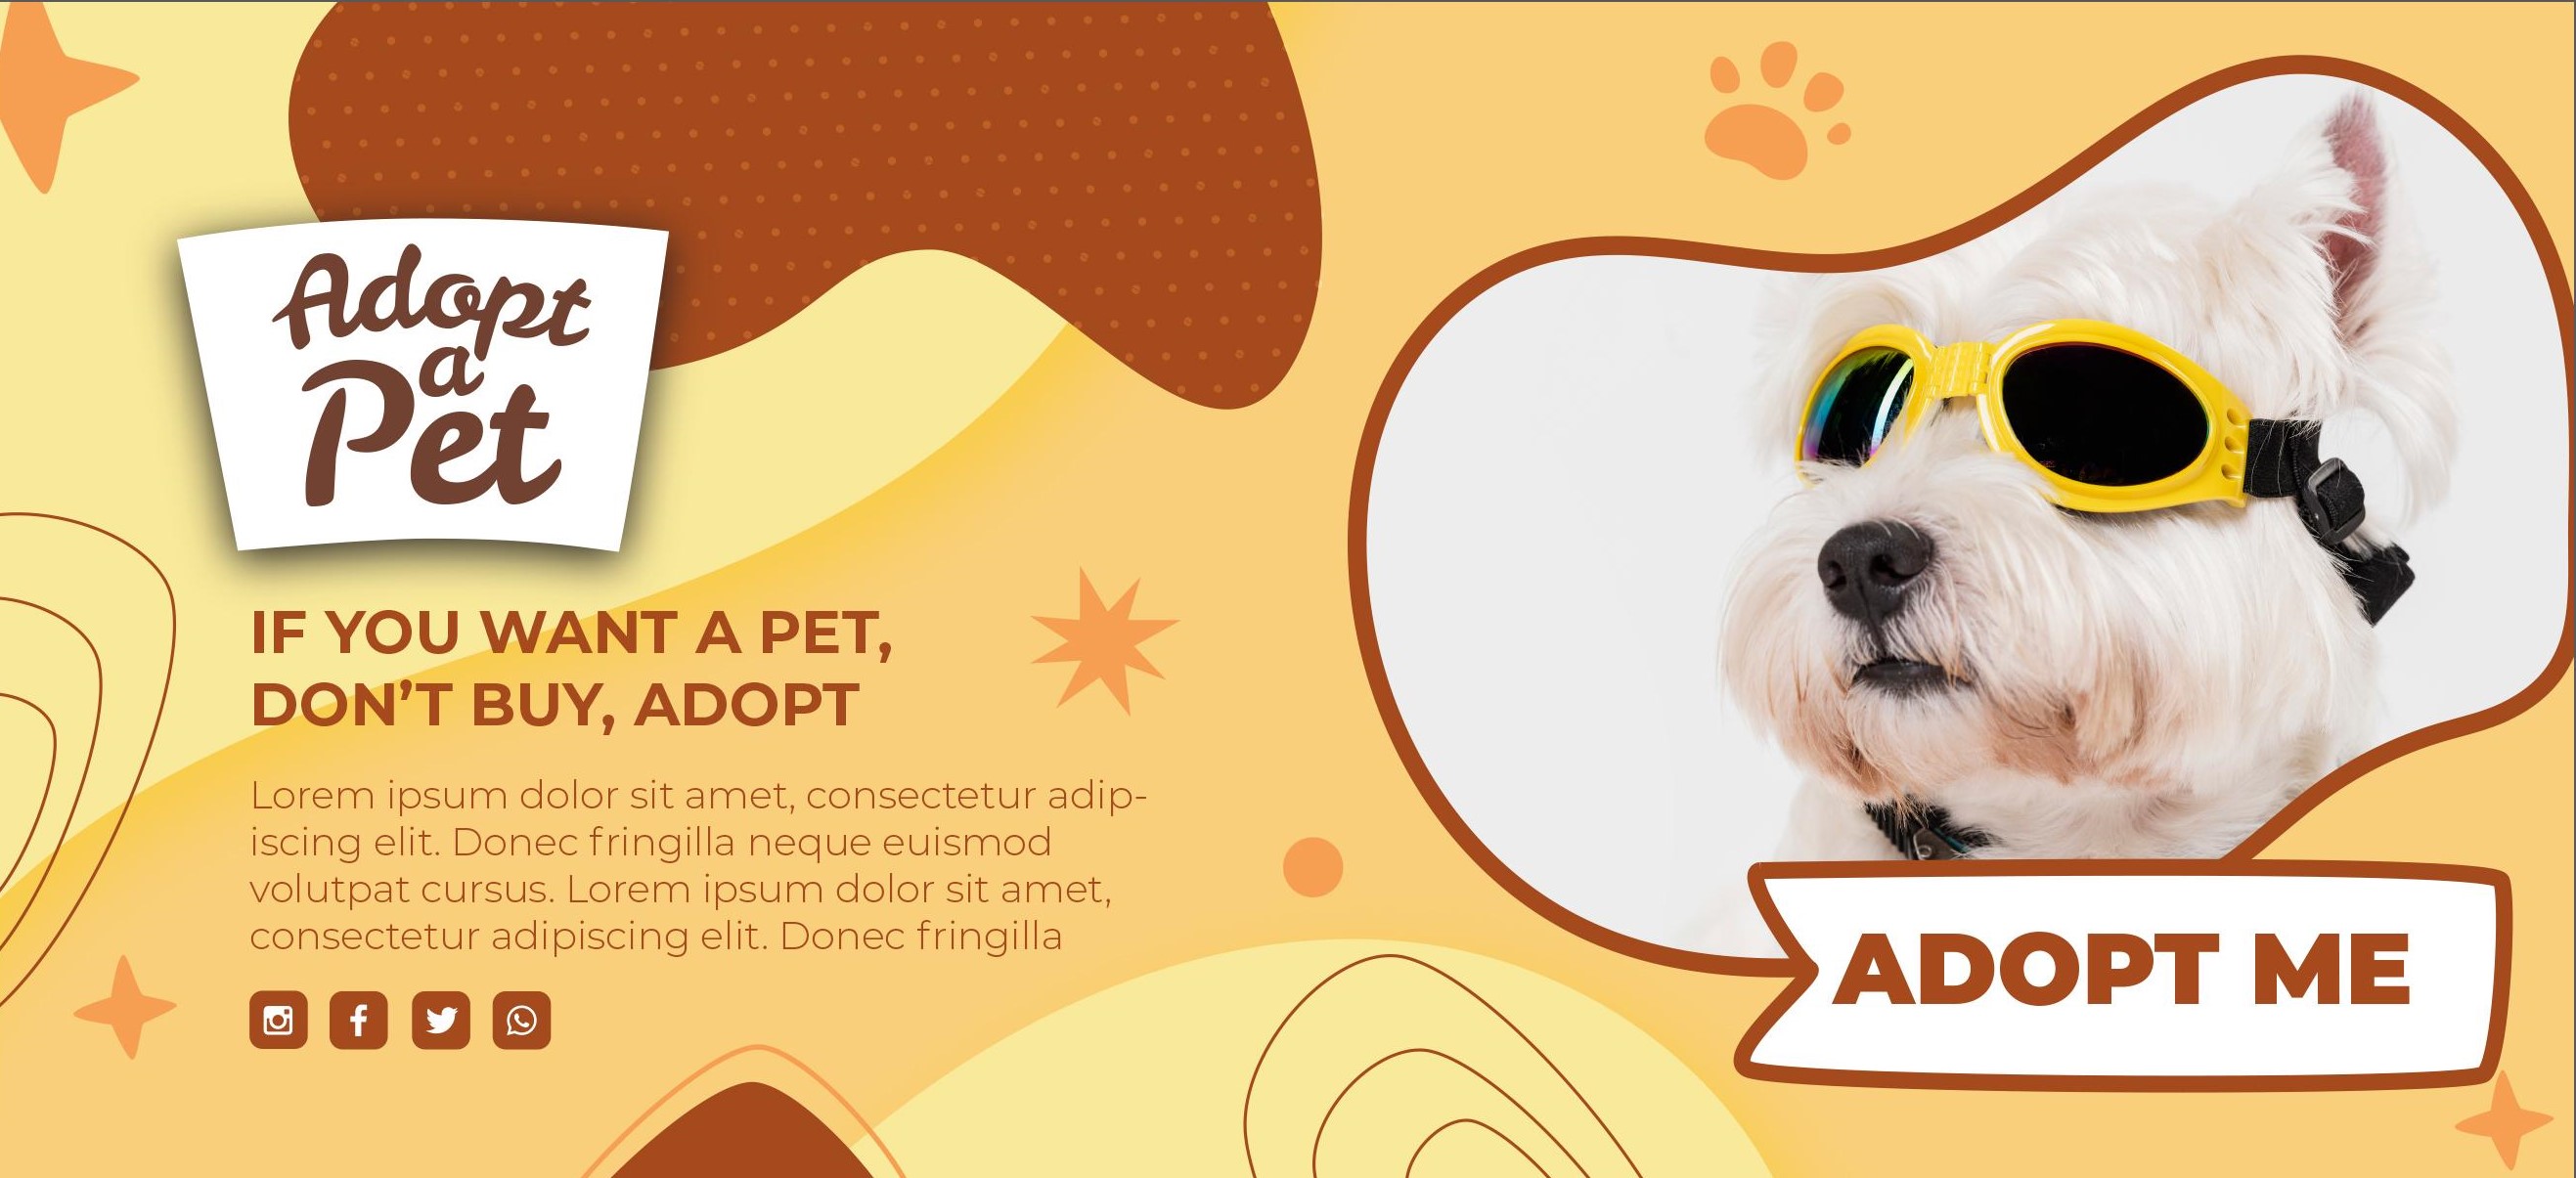 Adopt
a
Pet
IF YOU WANT A PET,
DON’T BUY, ADOPT
Lorem ipsum dolor sit amet, consectetur adip-
iscing elit. Donec fringilla neque euismod
volutpat cursus. Lorem ipsum dolor sit amet,
consectetur adipiscing elit. Donec fringilla
ADOPT ME